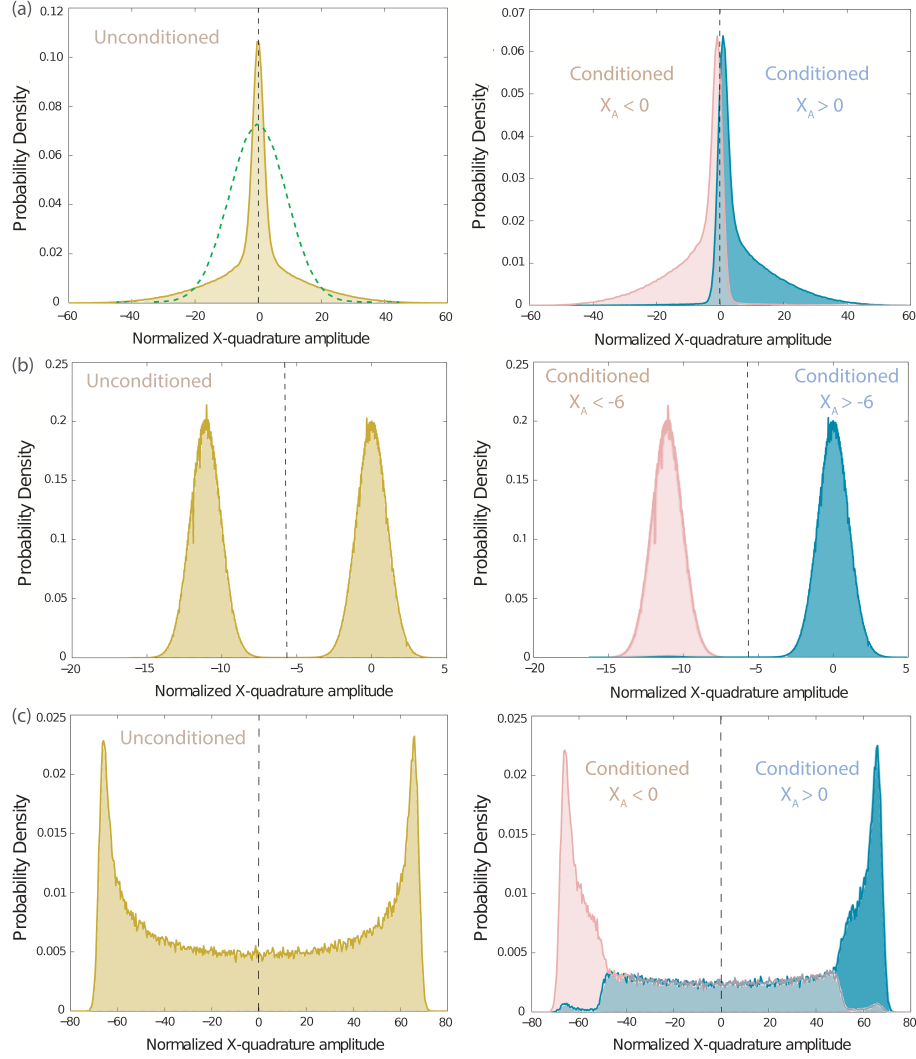 (a)
Unconditioned
Probability Density
0.12
0.10
0.08
0.06
0.04
0.02
0
−60 −40 −20 0 20 40 60
Normalized X-quadrature amplitude
Conditioned
X_A < 0
Conditioned
X_A > 0
Probability Density
0.07
0.06
0.05
0.04
0.03
0.02
0.01
0
−60 −40 −20 0 20 40 60
Normalized X-quadrature amplitude
(b)
Unconditioned
Probability Density
0.25
0.2
0.15
0.1
0.05
0
−20 −15 −10 −5 0 5
Normalized X-quadrature amplitude
Conditioned
X_A < -6
Conditioned
X_A > -6
Probability Density
0.25
0.2
0.15
0.1
0.05
0
−20 −15 −10 −5 0 5
Normalized X-quadrature amplitude
(c)
Unconditioned
Probability Density
0.025
0.02
0.015
0.01
0.005
0
−80 −60 −40 −20 0 20 40 60 80
Normalized X-quadrature amplitude
Conditioned
X_A < 0
Conditioned
X_A > 0
Probability Density
0.025
0.02
0.015
0.01
0.005
0
−80 −60 −40 −20 0 20 40 60 80
Normalized X-quadrature amplitude